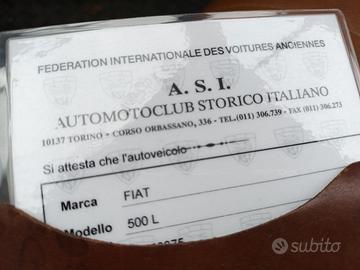 FEDERATION INTERNATIONALE DES VOITURES ANCIENNES
A. S. I.
AUTOMOTOCLUB STORICO ITALIANO
10137 TORINO - CORSO ORBASSANO, 336 - TEL. (011) 306.739 - FAX (011) 306.273
Si attesta che l'autoveicolo
Marca FIAT
Modello 500 L
subito